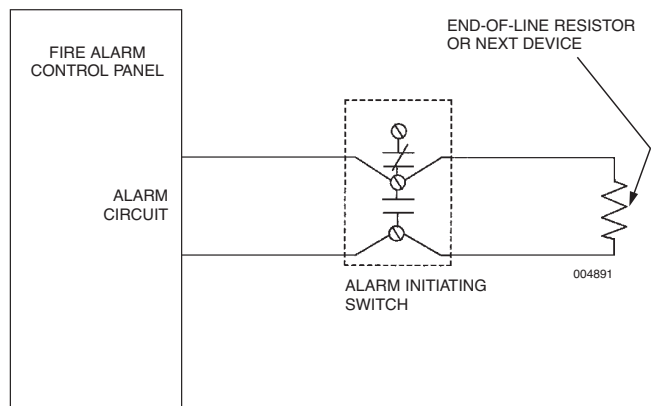 FIRE ALARM
CONTROL PANEL
END-OF-LINE RESISTOR
OR NEXT DEVICE
ALARM
CIRCUIT
ALARM INITIATING
SWITCH
004891